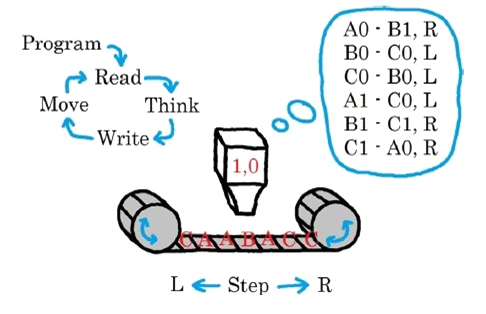 Program
Read
Move Think
Write
A0 · B1, R
B0 · C0, L
C0 · B0, L
A1 · C0, L
B1 · C1, R
C1 · A0, R
1,0
C A A B A C C
L Step R